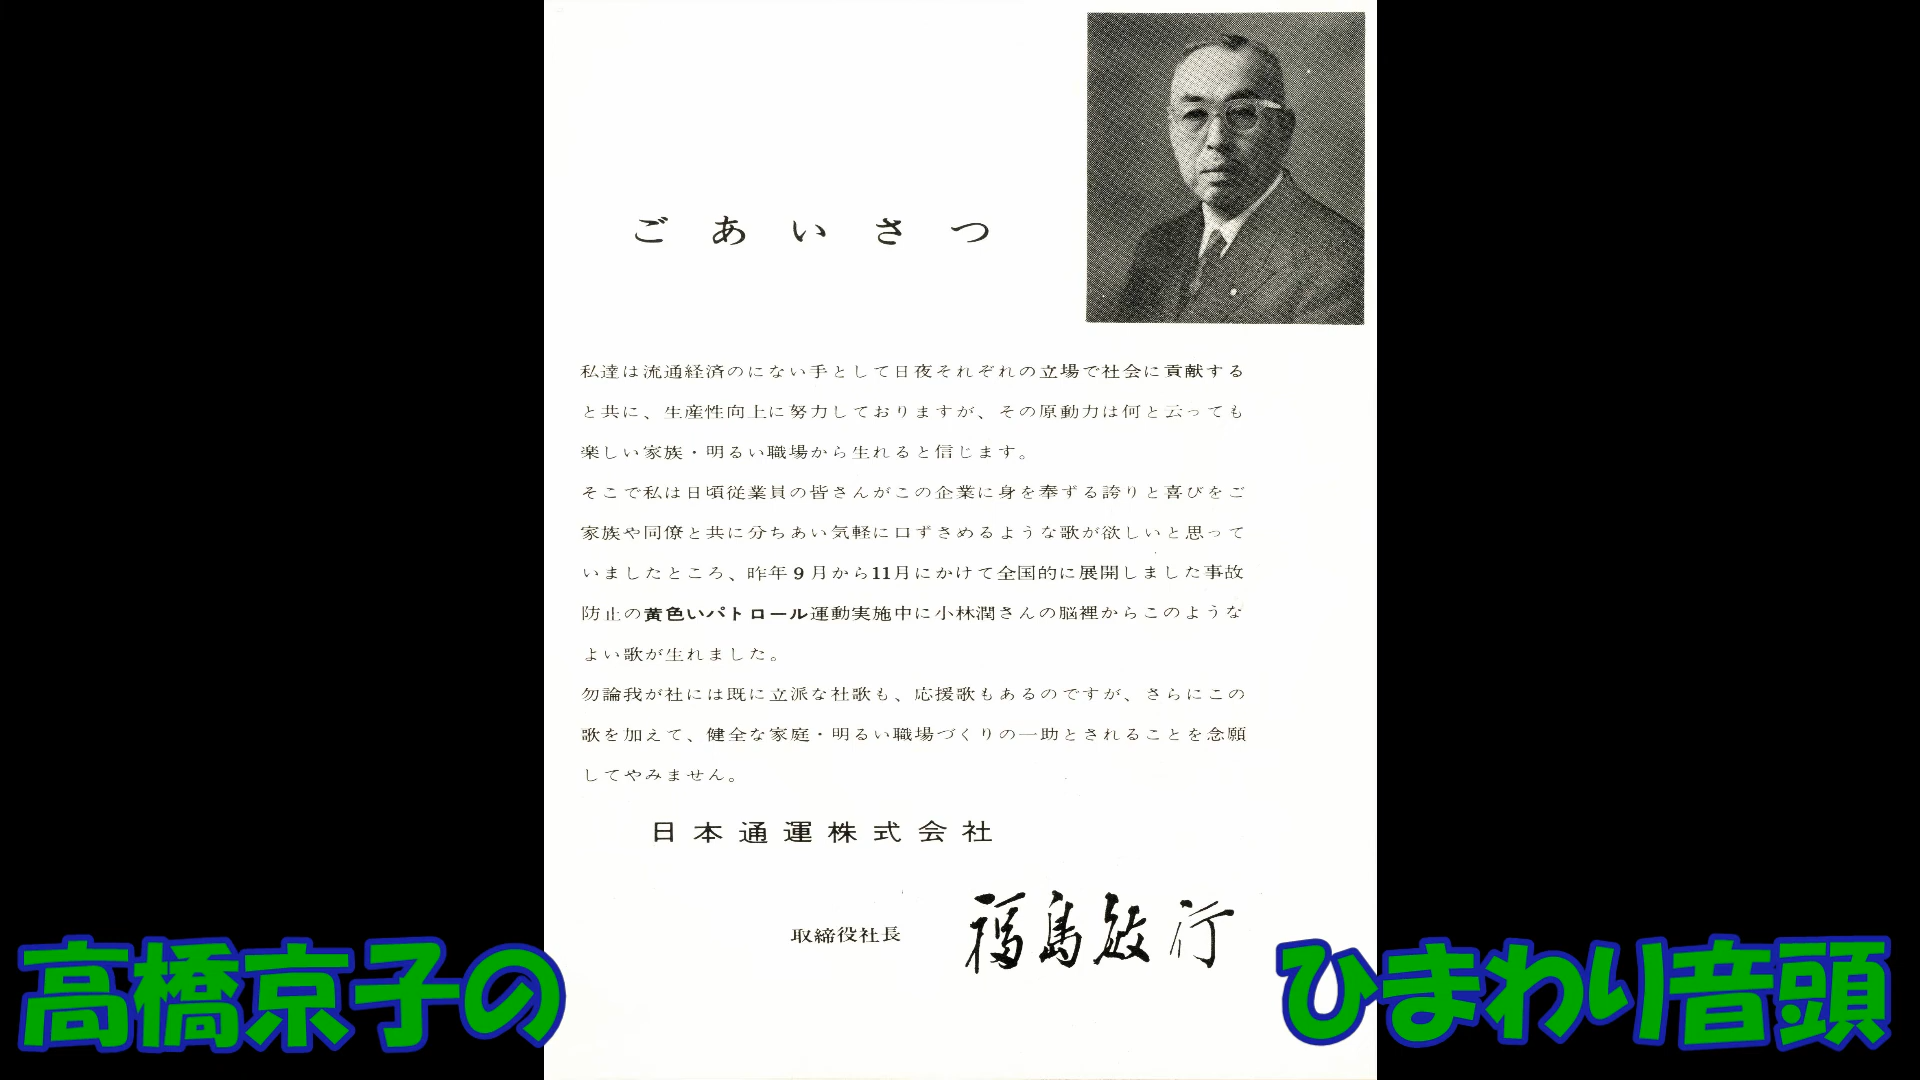 ごあいさつ
私達は流通経済のにない手として日夜それぞれの立場で社会に貢献する
と共に、生産性向上に努力しておりますが、その原動力は何と云っても
楽しい家族・明るい職場から生れると信じます。
そこで私は日頃従業員の皆さんがこの企業に身を奉ずる誇りと喜びをご
家族や同僚と共に分ちあい気軽に口ずさめるような歌が欲しいと思って
いましたところ、昨年9月から11月にかけて全国的に展開しました事故
防止の黄色いパトロール運動実施中に小林潤さんの脳裡からこのような
よい歌が生れました。
勿論我が社には既に立派な社歌も、応援歌もあるのですが、さらにこの
歌を加えて、健全な家庭・明るい職場づくりの一助とされることを念願
してやみません。
日本通運株式会社
取締役社長 福島敏行
高橋京子の ひまわり音頭